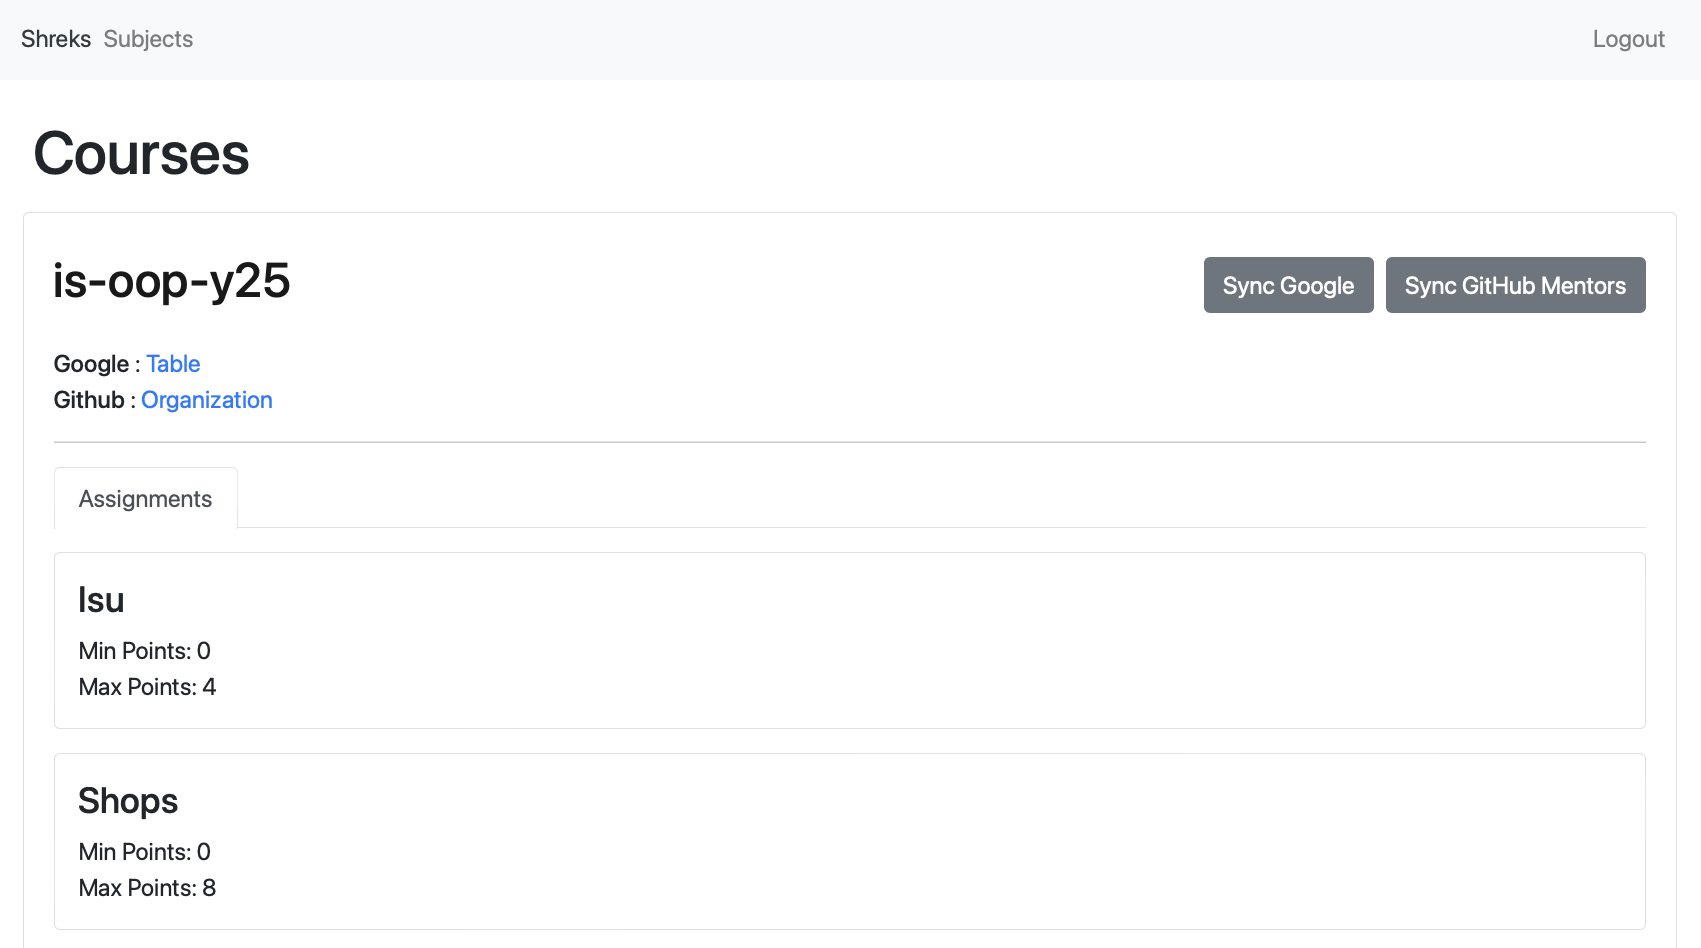 Shreks Subjects Logout
Courses
is-oop-y25
Sync Google Sync GitHub Mentors
Google : Table
Github : Organization
Assignments
Isu
Min Points: 0
Max Points: 4
Shops
Min Points: 0
Max Points: 8